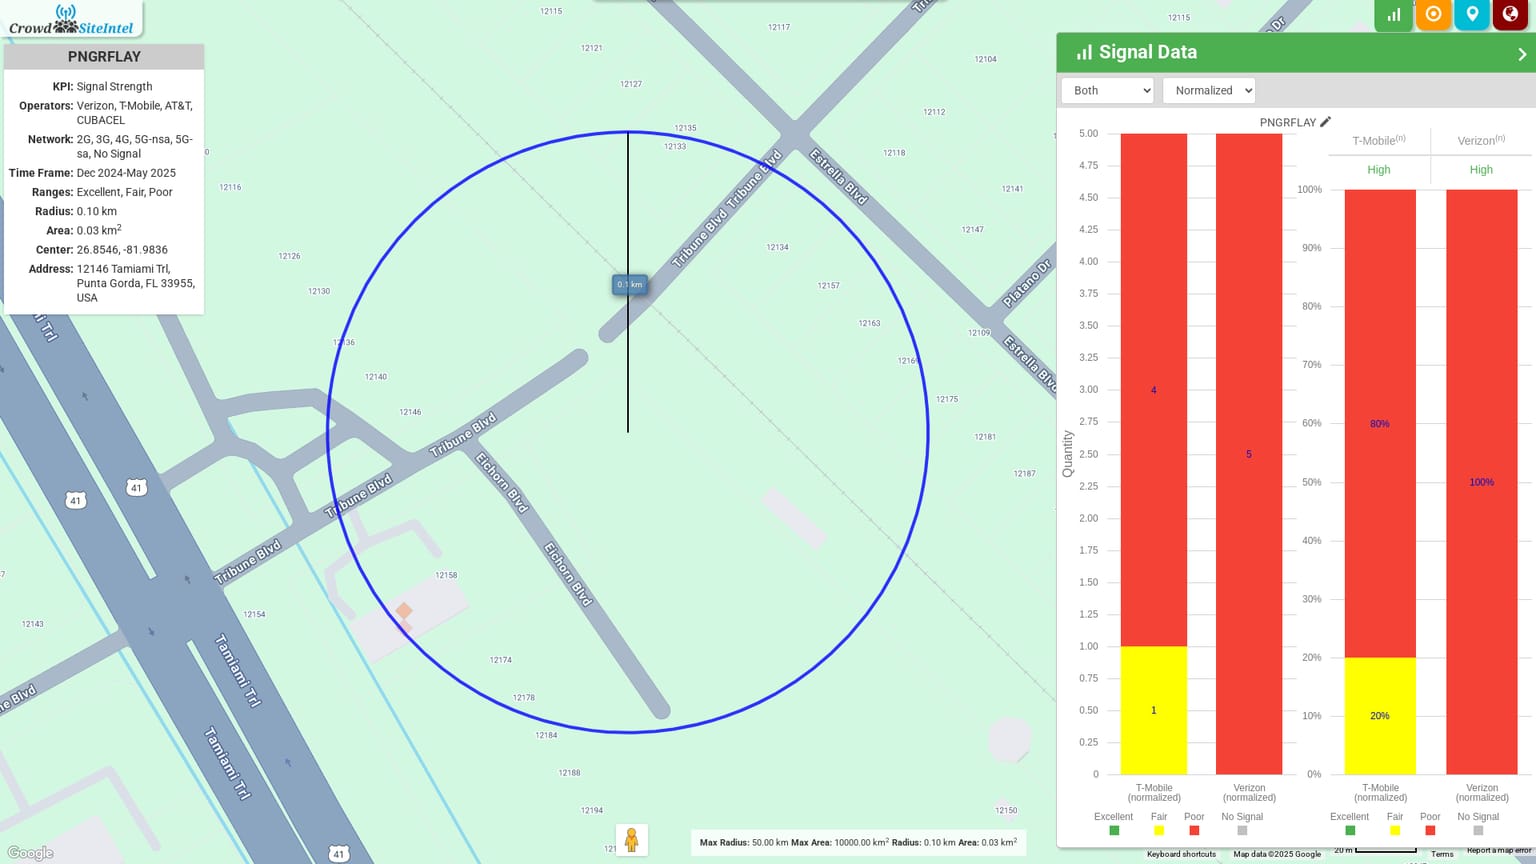 CrowdSiteIntel
PNGRFLAY
KPI: Signal Strength
Operators: Verizon, T-Mobile, AT&T,
CUBACEL
Network: 2G, 3G, 4G, 5G-nsa, 5G-
sa, No Signal
Time Frame: Dec 2024-May 2025
Ranges: Excellent, Fair, Poor
Radius: 0.10 km
Area: 0.03 km2
Center: 26.8546, -81.9836
Address: 12146 Tamiami Trl,
Punta Gorda, FL 33955,
USA
12115
12117
12115
12121
12104
12127
12112
12135
12133
12118
12116
12141
12147
12134
12126
12157
12130
12163
12109
12136
12140
12146
12175
12181
12187
12158
12154
12143
12174
12178
12184
12188
12194
12150
Tribune Blvd
Tribune Blvd
Estrella Blvd
Platano Dr
Estrella Blvd
Tribune Blvd
Tribune Blvd
Tribune Blvd
Eichorn Blvd
Eichorn Blvd
Tamiami Trl
Tamiami Trl
41
41
41
0.1 km
Google
Max Radius: 50.00 km Max Area: 10000.00 km2 Radius: 0.10 km Area: 0.03 km2
Signal Data
Both
Normalized
PNGRFLAY
5.00
4.75
4.50
4.25
4.00
3.75
3.50
3.25
3.00
2.75
2.50
2.25
2.00
1.75
1.50
1.25
1.00
0.75
0.50
0.25
0
Quantity
4
1
5
T-Mobile
(normalized)
Verizon
(normalized)
Excellent Fair Poor No Signal
T-Mobile(n) Verizon(n)
High High
100%
90%
80%
70%
60%
50%
40%
30%
20%
10%
0%
80%
20%
100%
T-Mobile
(normalized)
Verizon
(normalized)
Excellent Fair Poor No Signal
Keyboard shortcuts Map data ©2025 Google 20 m Terms Report a map error